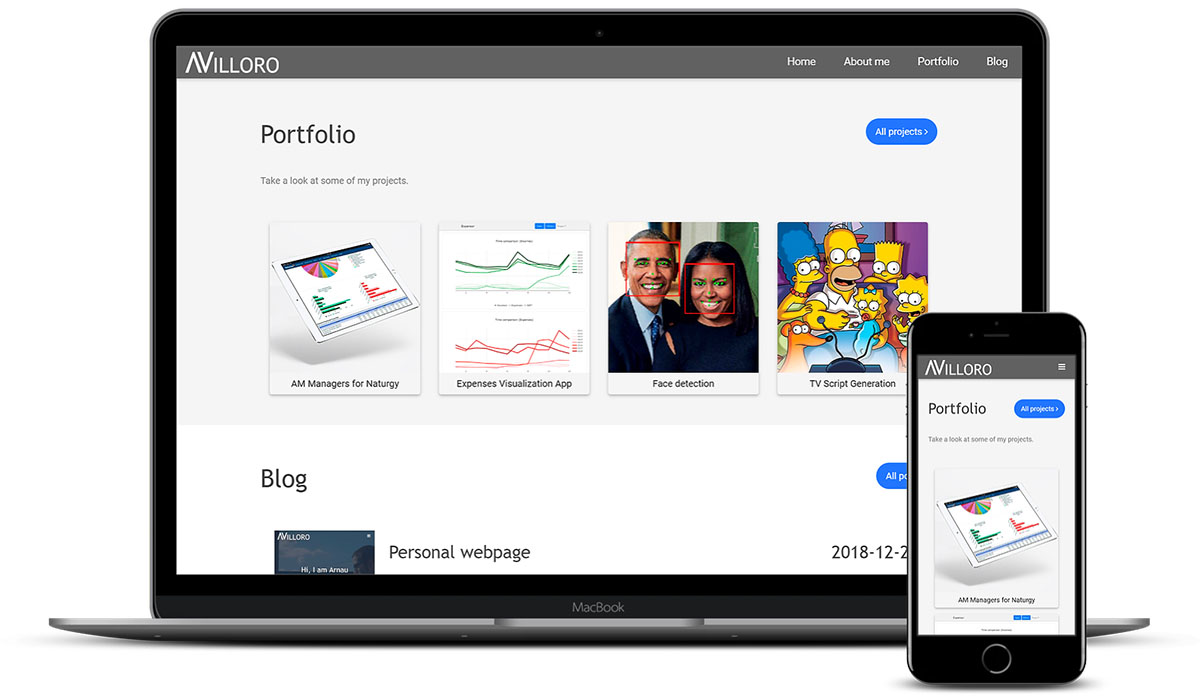 AVILLORO
Home
About me
Portfolio
Blog
Portfolio
All projects ›
Take a look at some of my projects.
AM Managers for Naturgy
Expenses Visualization App
Face detection
TV Script Generation
Blog
All po
AVILLORO
Hi, I am Arnau
Personal webpage
2018-12-2
MacBook
AVILLORO
Portfolio
All projects ›
Take a look at some of my projects.
AM Managers for Naturgy